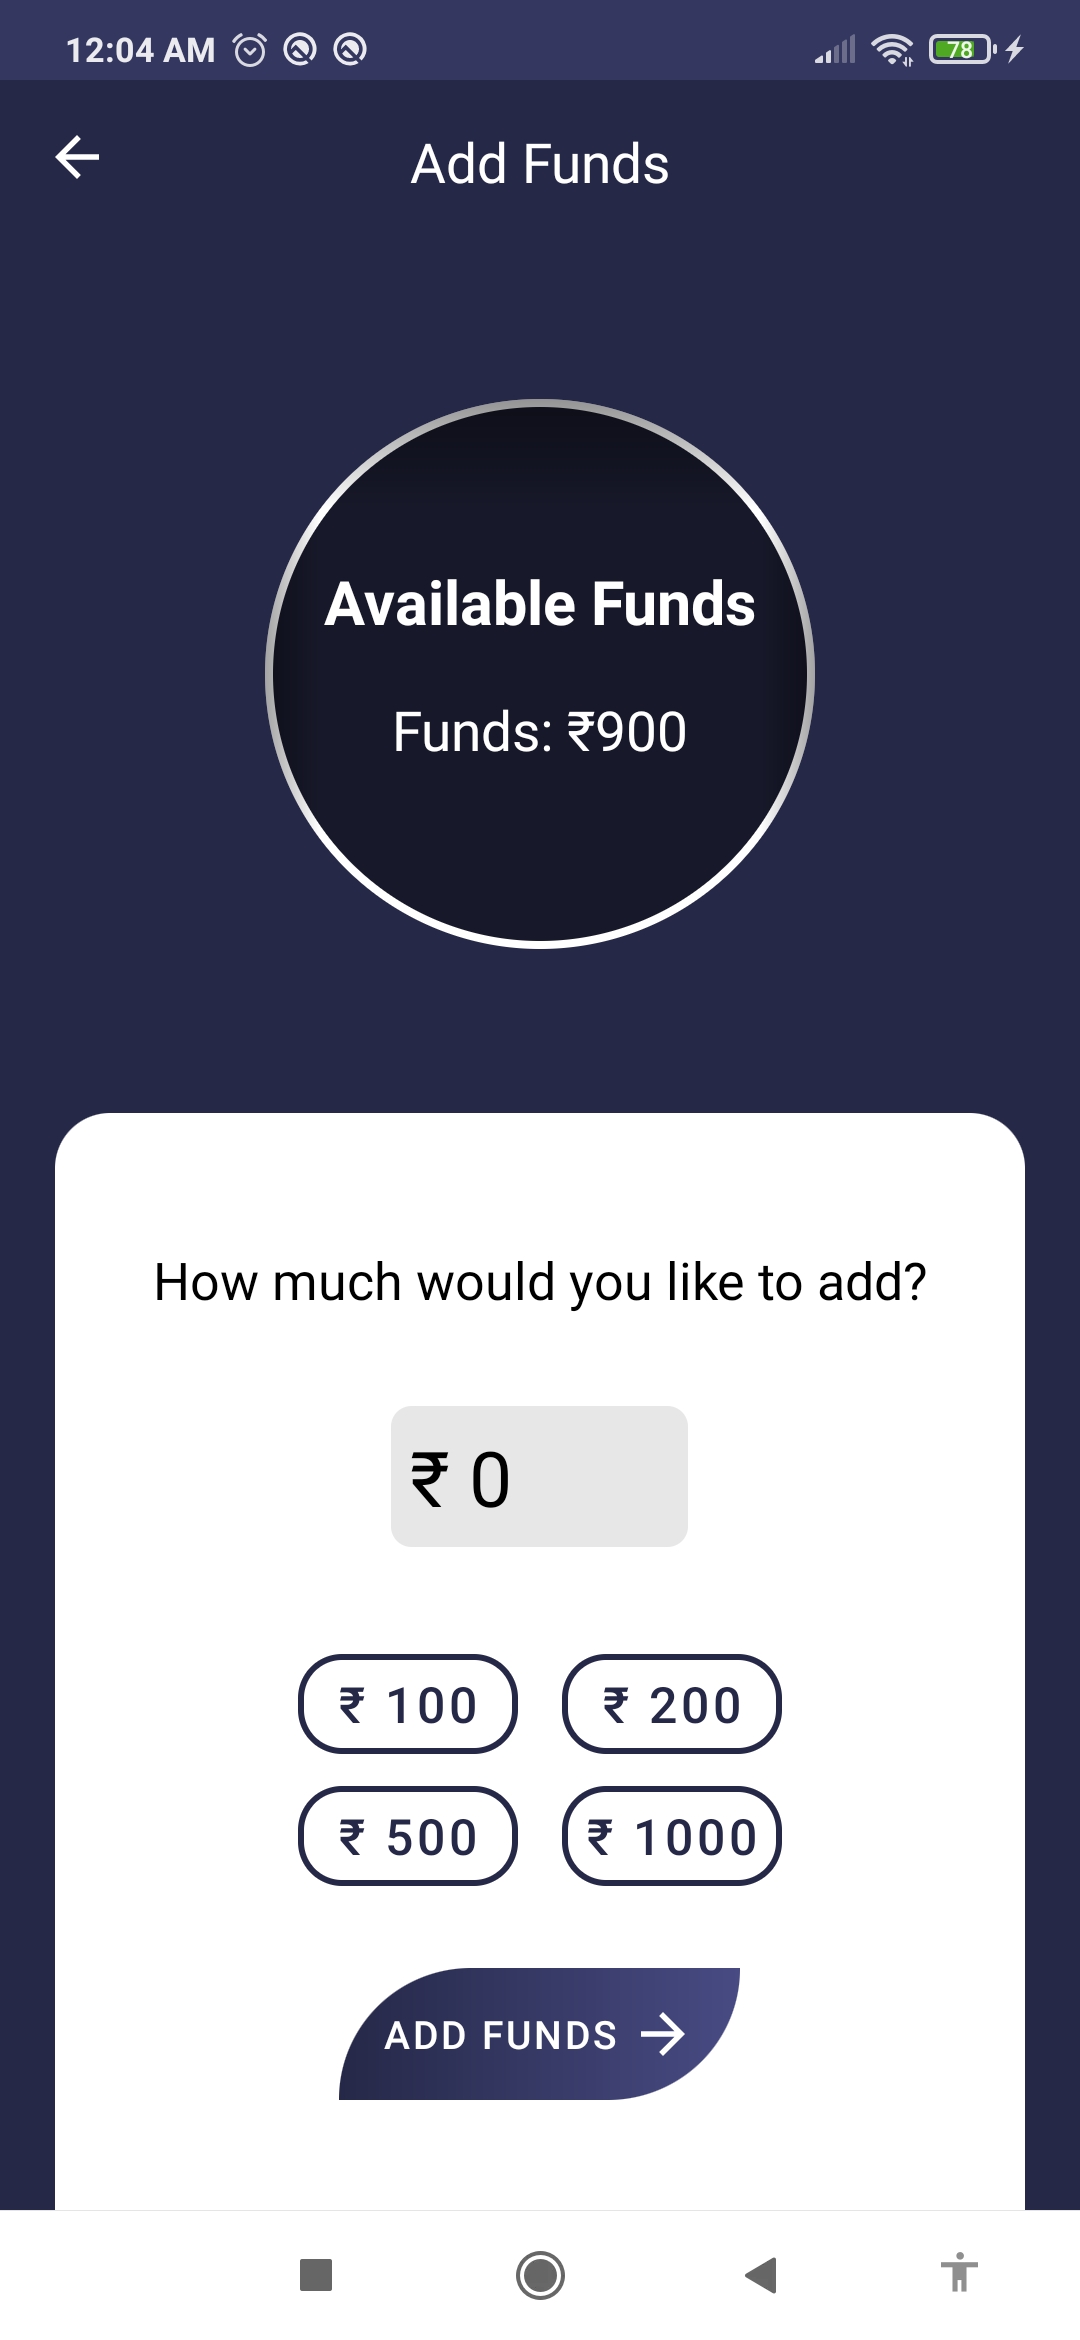 12:04 AM 78
Add Funds
Available Funds
Funds: ₹900
How much would you like to add?
₹ 0
₹ 100 ₹ 200
₹ 500 ₹ 1000
ADD FUNDS